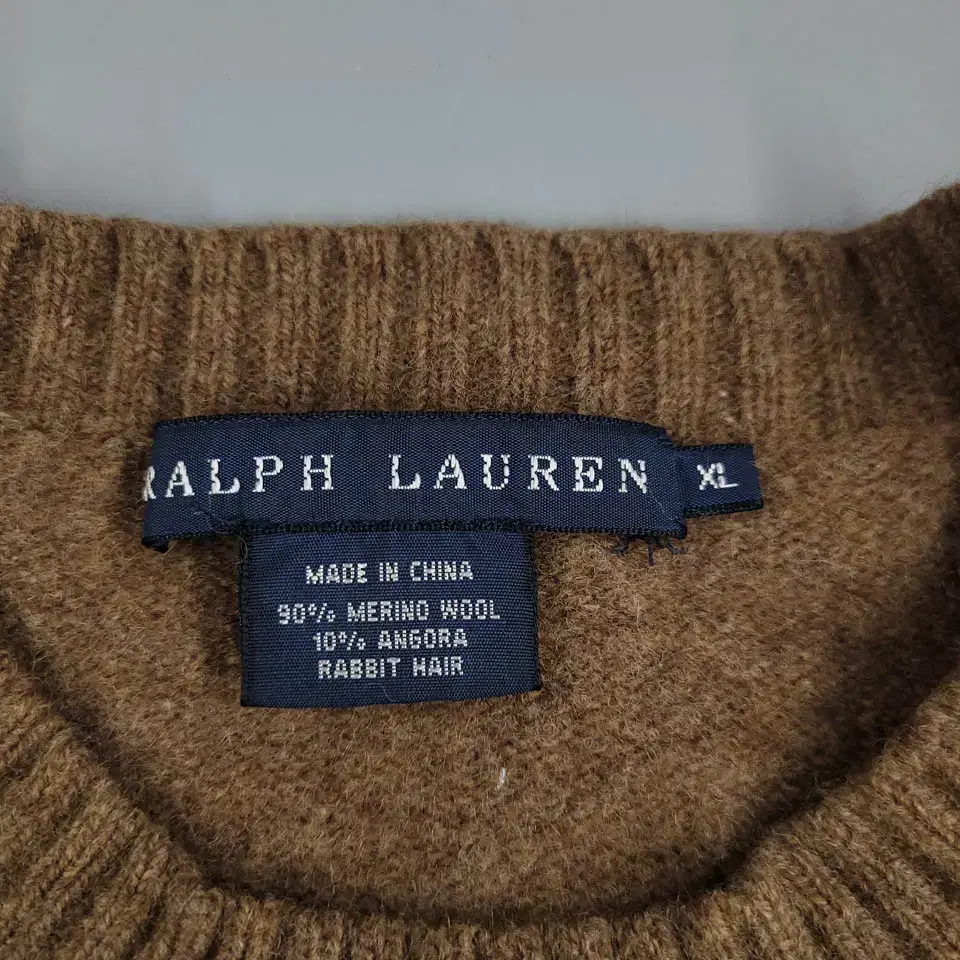 RALPH LAUREN
XL
MADE IN CHINA
90% MERINO WOOL
10% ANGORA
RABBIT HAIR